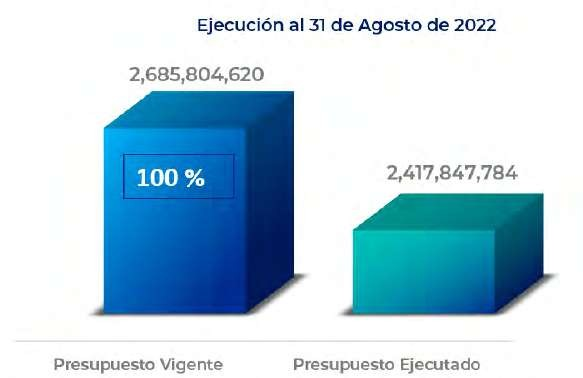 Ejecución al 31 de Agosto de 2022
2,685,804,620
100 %
2,417,847,784
Presupuesto Vigente
Presupuesto Ejecutado